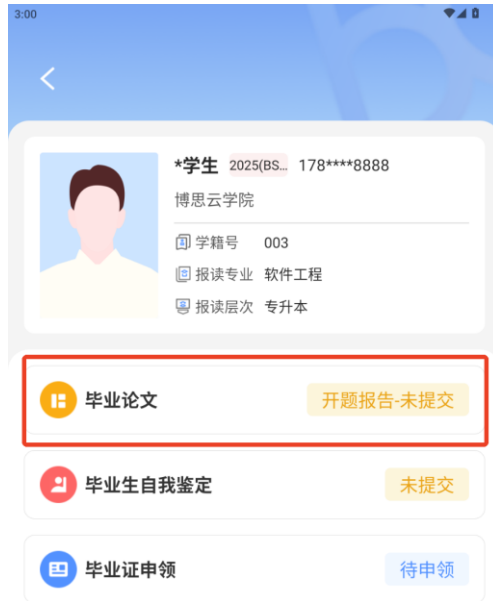 3:00
*学生 2025(BS... 178****8888
博思云学院
学籍号 003
报读专业 软件工程
报读层次 专升本
毕业论文 开题报告-未提交
毕业生自我鉴定 未提交
毕业证申领 待申领